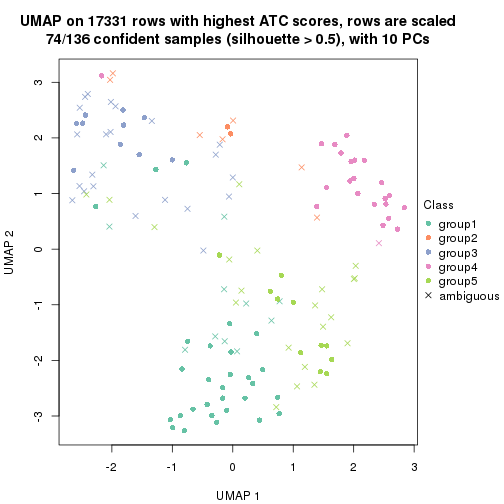 UMAP on 17331 rows with highest ATC scores, rows are scaled
74/136 confident samples (silhouette > 0.5), with 10 PCs
3
2
1
0
-1
-2
-3
UMAP 2
-2
-1
0
1
2
3
UMAP 1
Class
group1
group2
group3
group4
group5
ambiguous